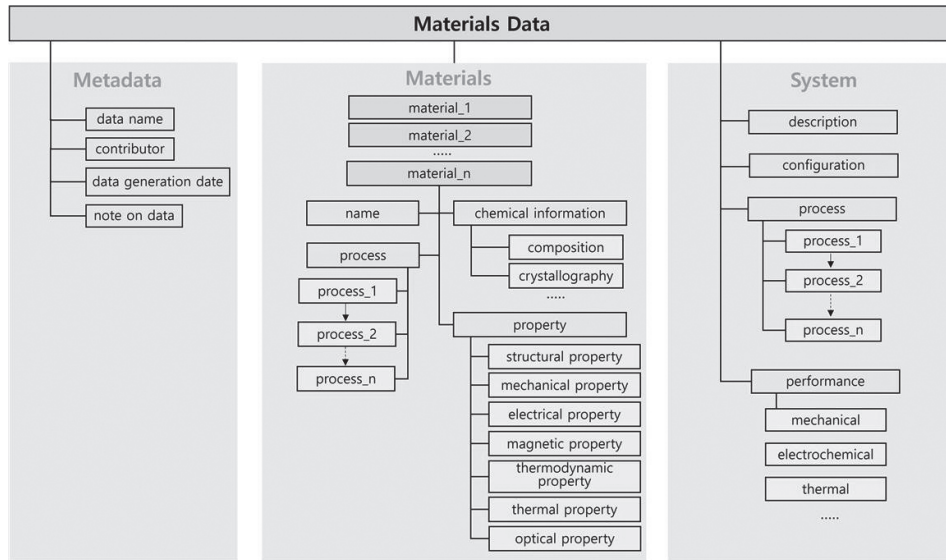 Materials Data
Metadata
data name
contributor
data generation date
note on data
Materials
material_1
material_2
.....
material_n
name
process
process_1
process_2
process_n
chemical information
composition
crystallography
.....
property
structural property
mechanical property
electrical property
magnetic property
thermodynamic
property
thermal property
optical property
System
description
configuration
process
process_1
process_2
process_n
performance
mechanical
electrochemical
thermal
.....